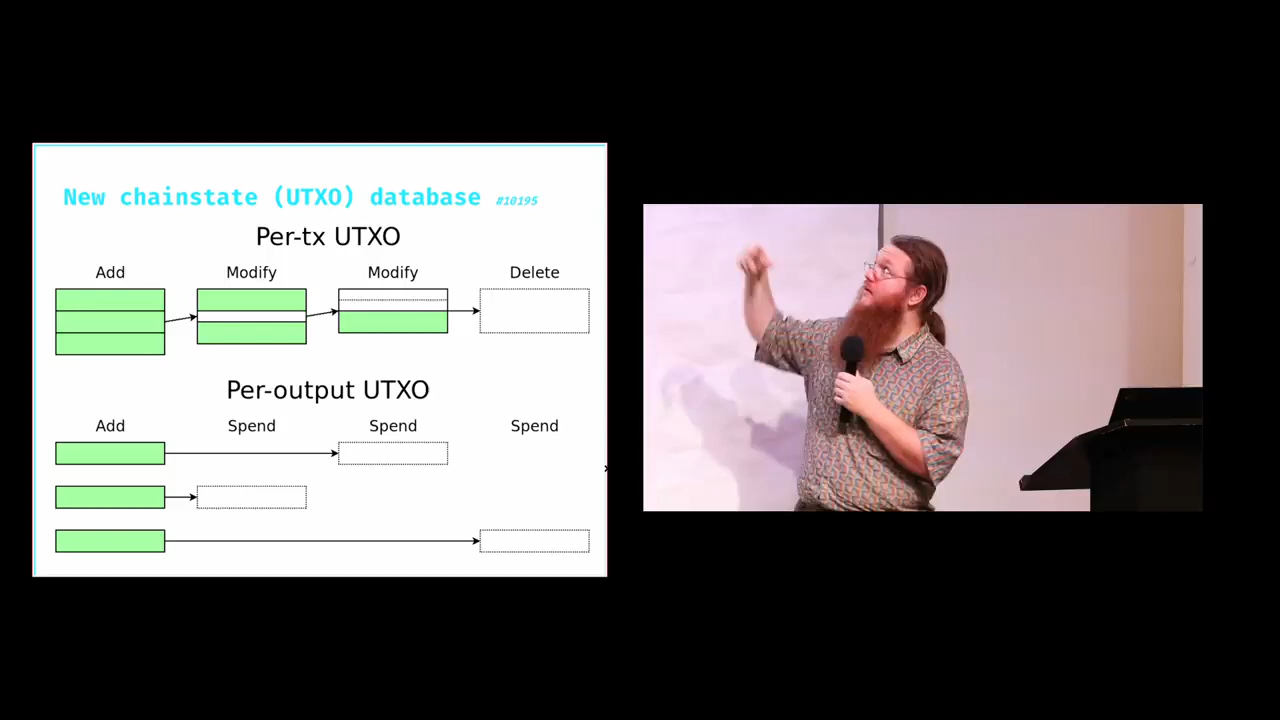 New chainstate (UTXO) database #10195
Per-tx UTXO
Add Modify Modify Delete
Per-output UTXO
Add Spend Spend Spend